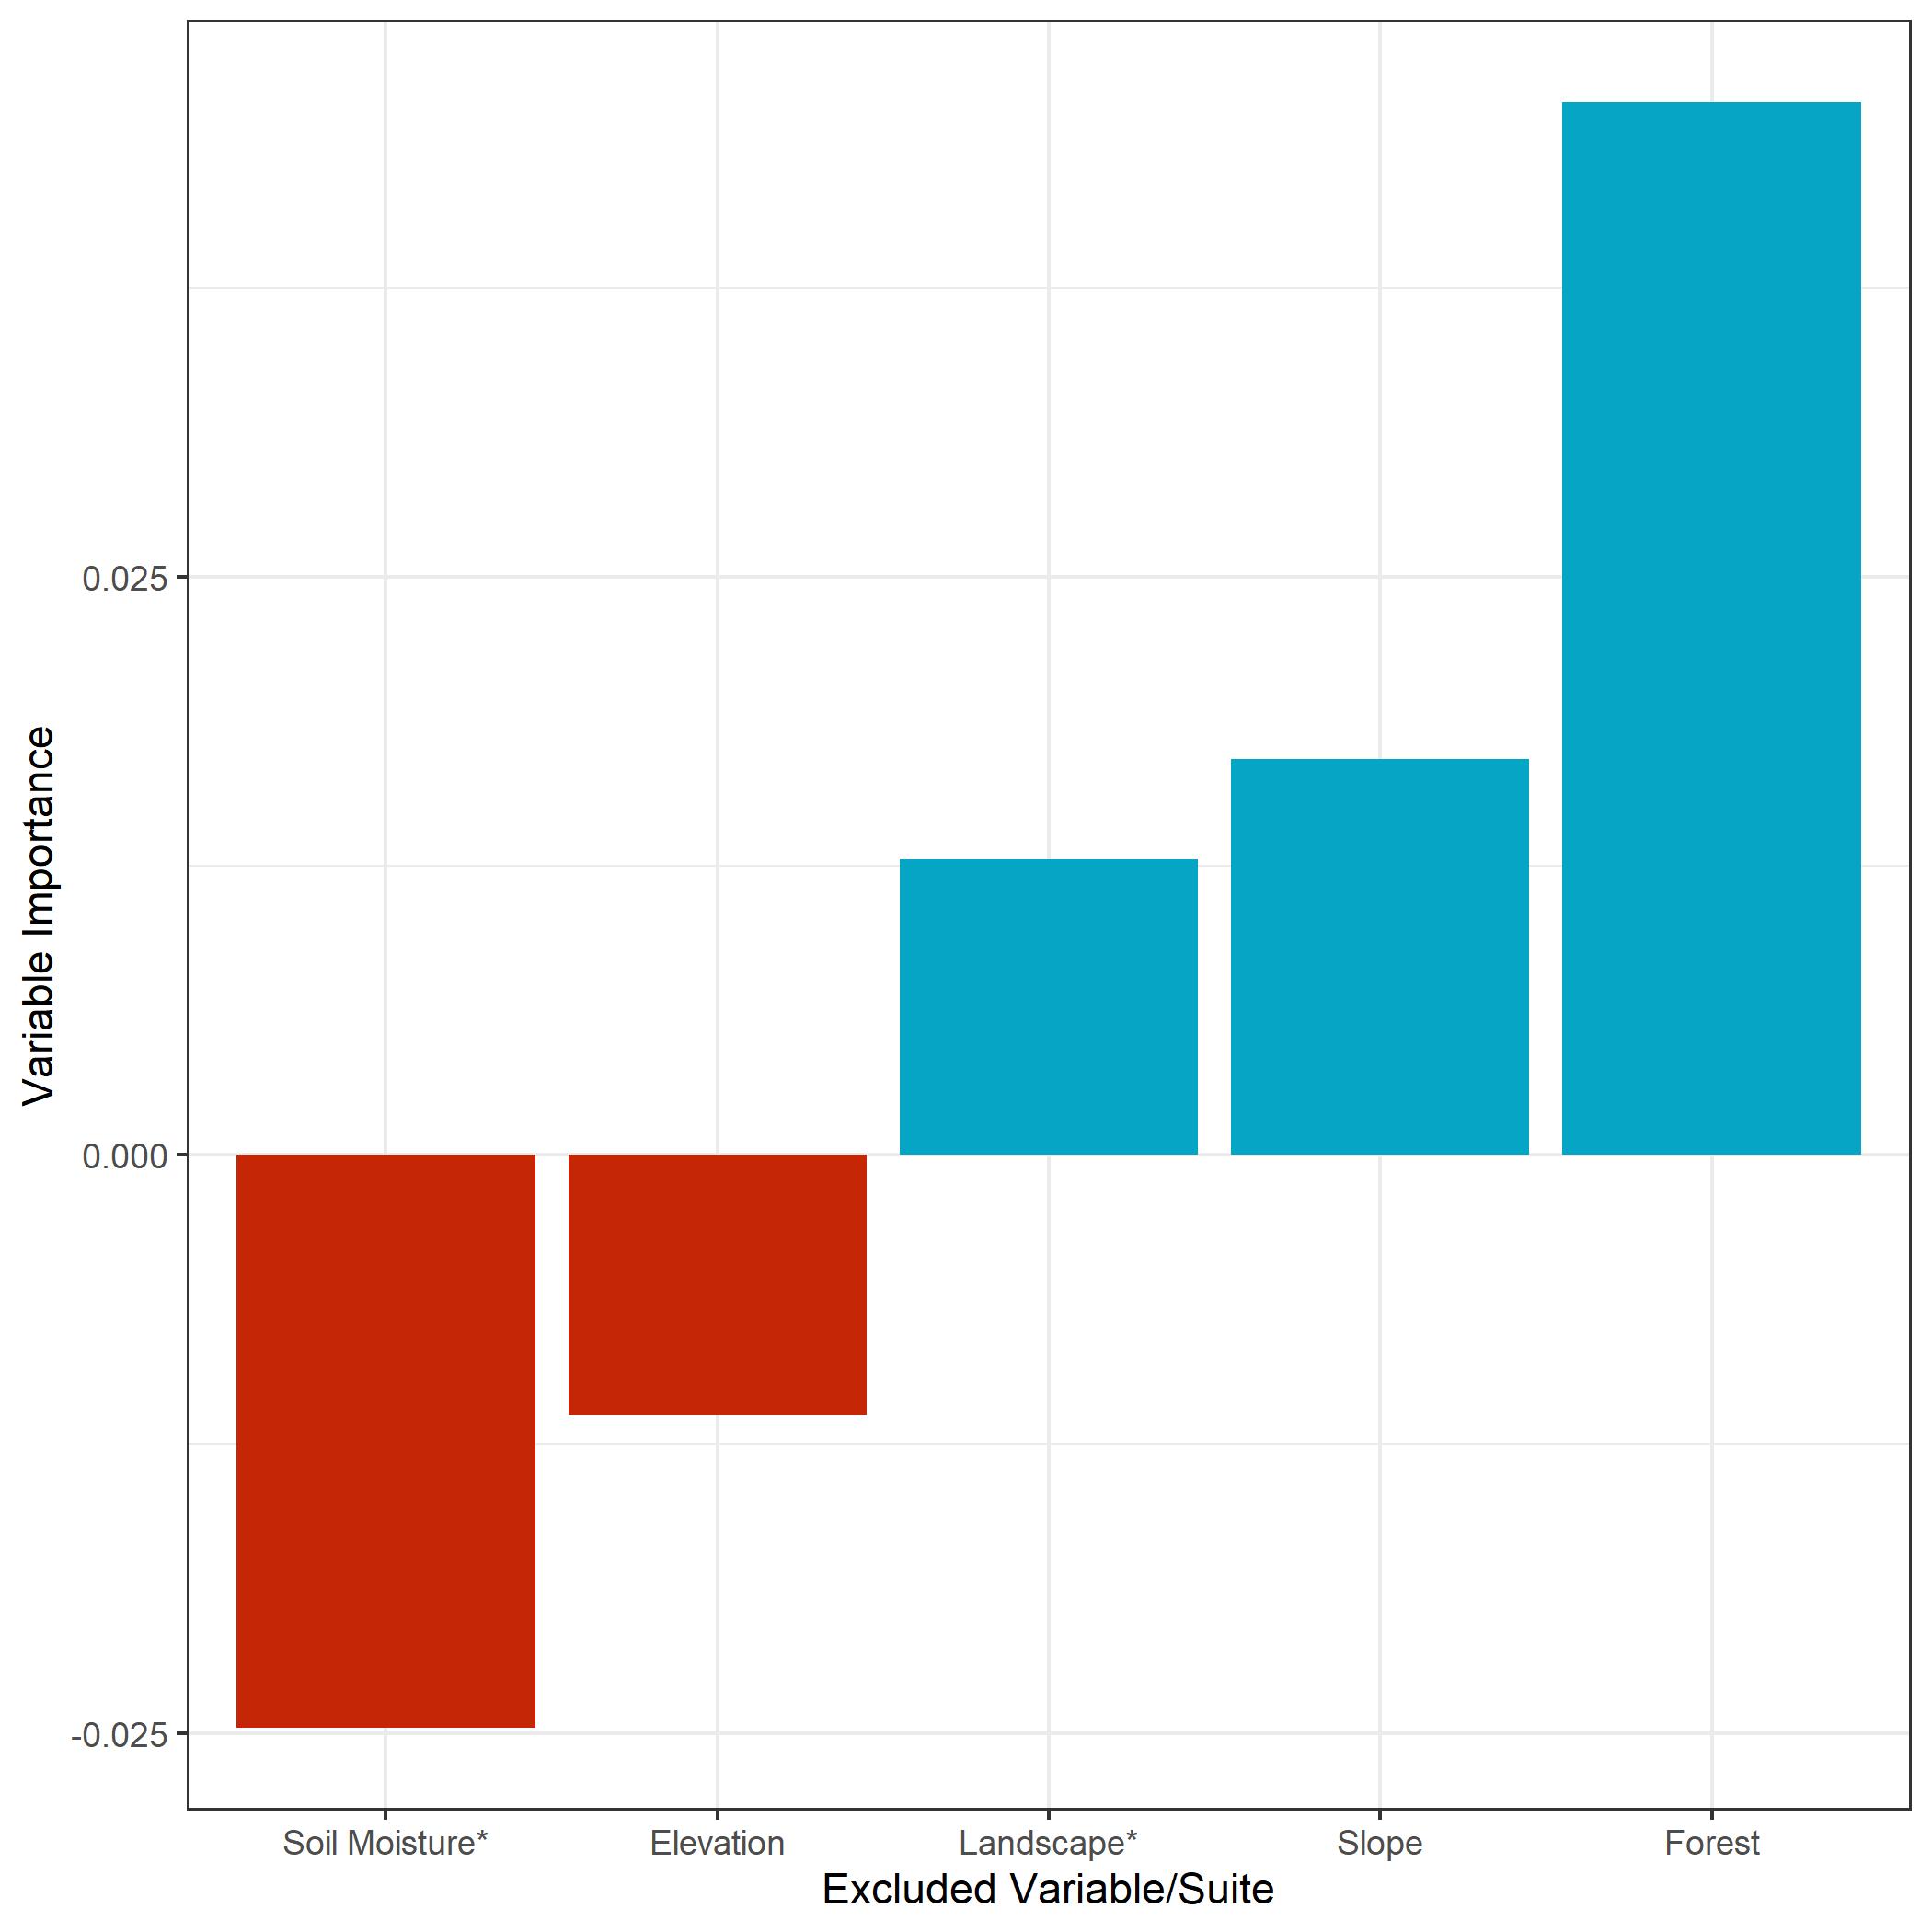 Variable Importance
0.025
0.000
-0.025
Soil Moisture* Elevation Landscape* Slope Forest
Excluded Variable/Suite